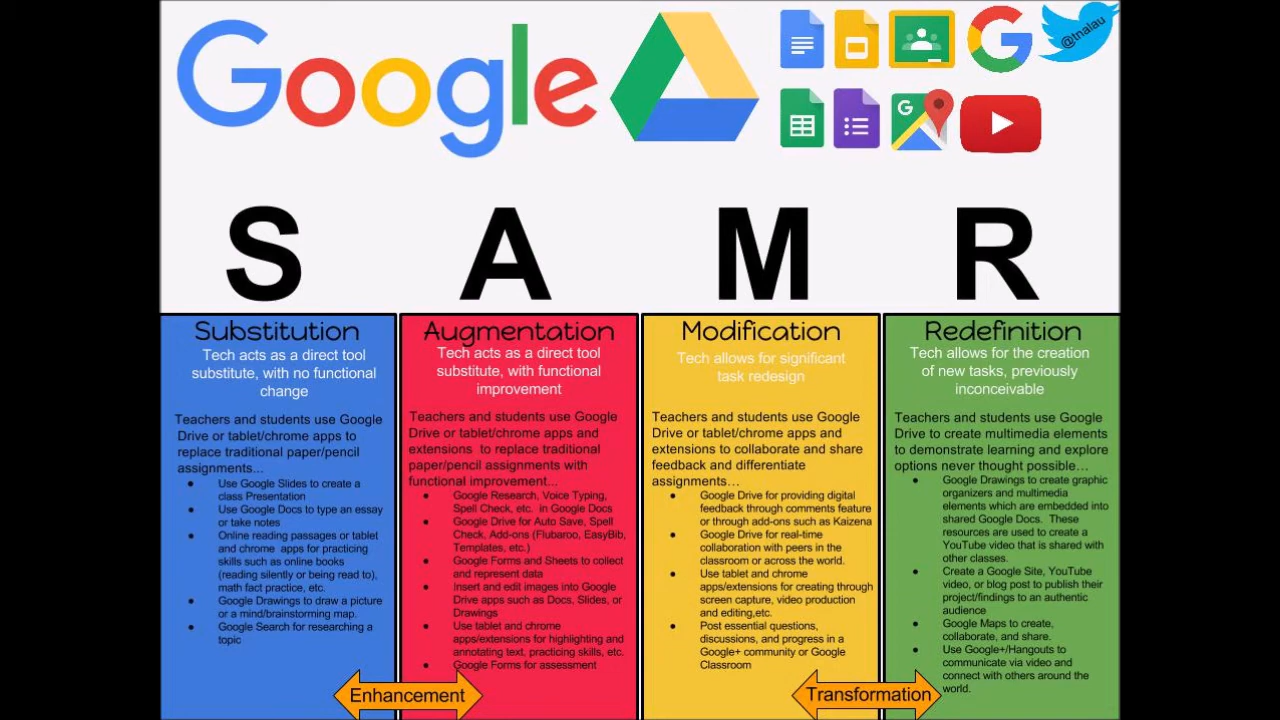 Google
G
@tnalau
G
S A M R
Substitution
Tech acts as a direct tool
substitute, with no functional
change
Teachers and students use Google
Drive or tablet/chrome apps to
replace traditional paper/pencil
assignments...
● Use Google Slides to create a
class Presentation
● Use Google Docs to type an essay
or take notes
● Online reading passages or tablet
and chrome apps for practicing
skills such as online books
(reading silently or being read to),
math fact practice, etc.
● Google Drawings to draw a picture
or a mind/brainstorming map.
● Google Search for researching a
topic
Augmentation
Tech acts as a direct tool
substitute, with functional
improvement
Teachers and students use Google
Drive or tablet/chrome apps and
extensions to replace traditional
paper/pencil assignments with
functional improvement...
● Google Research, Voice Typing,
Spell Check, etc. in Google Docs
● Google Drive for Auto Save, Spell
Check, Add-ons (Flubaroo, EasyBib,
Templates, etc.)
● Google Forms and Sheets to collect
and represent data
● Insert and edit images into Google
Drive apps such as Docs, Slides, or
Drawings
● Use tablet and chrome
apps/extensions for highlighting and
annotating text, practicing skills, etc.
● Google Forms for assessment
Modification
Tech allows for significant
task redesign
Teachers and students use Google
Drive or tablet/chrome apps and
extensions to collaborate and share
feedback and differentiate
assignments…
● Google Drive for providing digital
feedback through comments feature
or through add-ons such as Kaizena
● Google Drive for real-time
collaboration with peers in the
classroom or across the world.
● Use tablet and chrome
apps/extensions for creating through
screen capture, video production
and editing,etc.
● Post essential questions,
discussions, and progress in a
Google+ community or Google
Classroom
Redefinition
Tech allows for the creation
of new tasks, previously
inconceivable
Teachers and students use Google
Drive to create multimedia elements
to demonstrate learning and explore
options never thought possible…
● Google Drawings to create graphic
organizers and multimedia
elements which are embedded into
shared Google Docs. These
resources are used to create a
YouTube video that is shared with
other classes.
● Create a Google Site, YouTube
video, or blog post to publish their
project/findings to an authentic
audience
● Google Maps to create,
collaborate, and share.
● Use Google+/Hangouts to
communicate via video and
connect with others around the
world.
Enhancement
Transformation